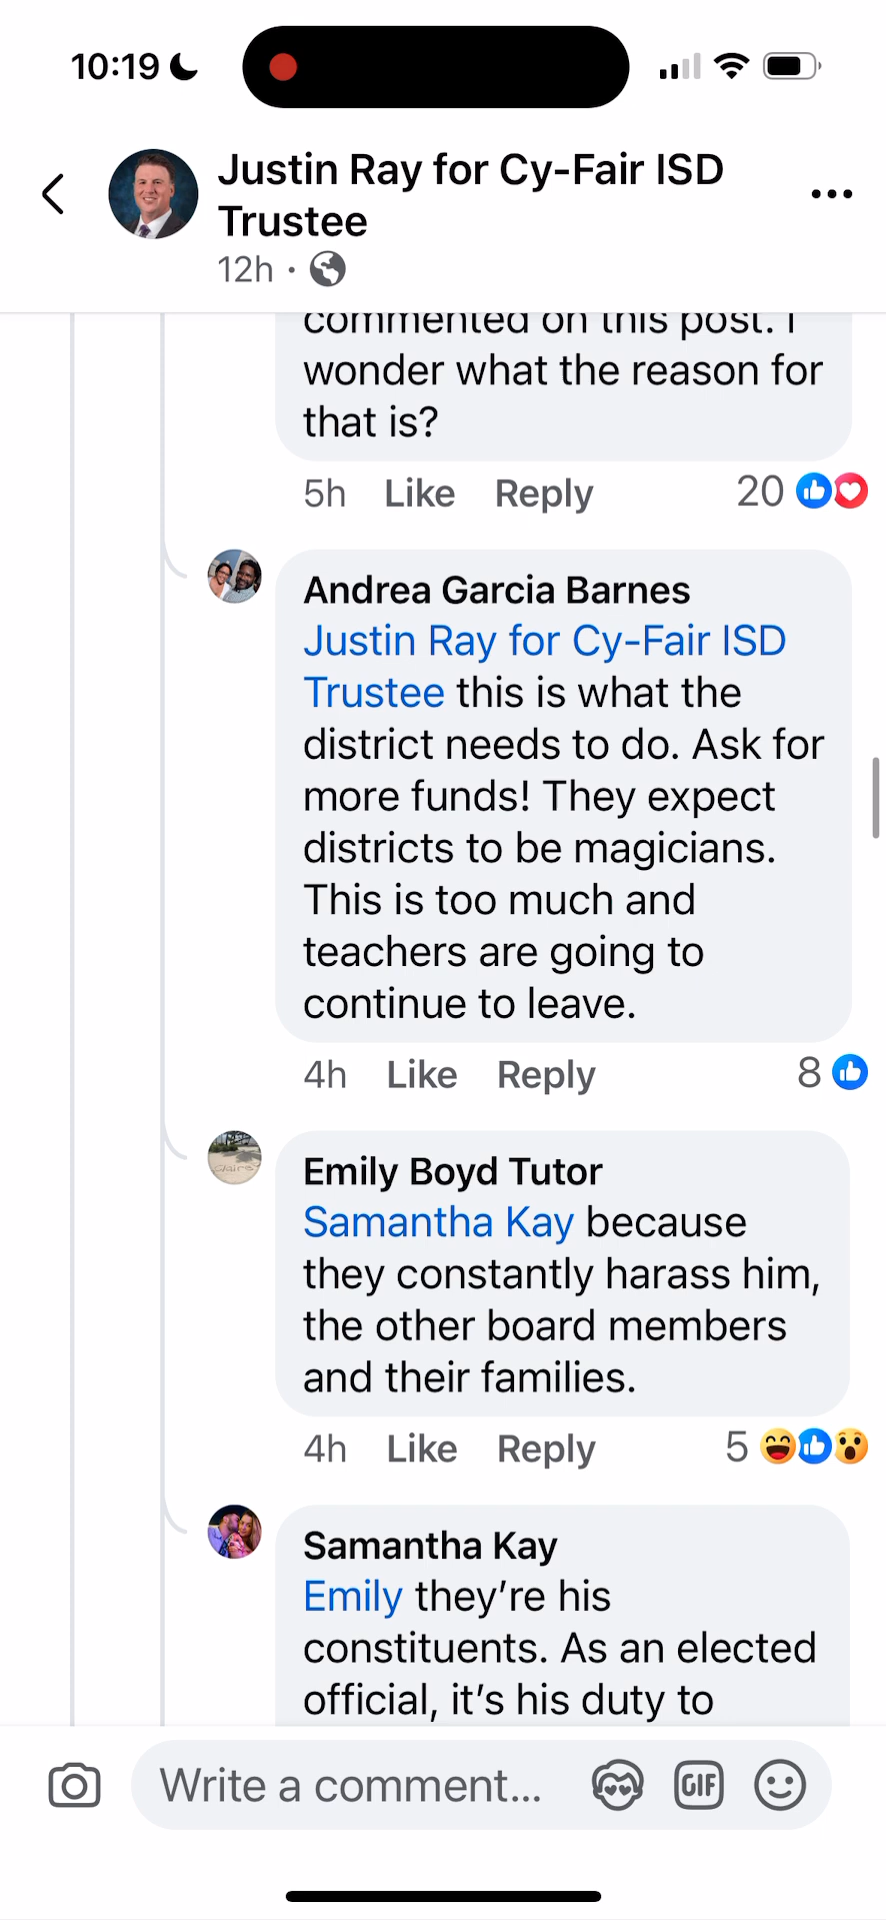 10:19
Justin Ray for Cy-Fair ISD
Trustee
12h ·
commented on this post. I
wonder what the reason for
that is?
5h Like Reply 20
Andrea Garcia Barnes
Justin Ray for Cy-Fair ISD
Trustee this is what the
district needs to do. Ask for
more funds! They expect
districts to be magicians.
This is too much and
teachers are going to
continue to leave.
4h Like Reply 8
Emily Boyd Tutor
Samantha Kay because
they constantly harass him,
the other board members
and their families.
4h Like Reply 5
Samantha Kay
Emily they’re his
constituents. As an elected
official, it’s his duty to
Write a comment... GIF